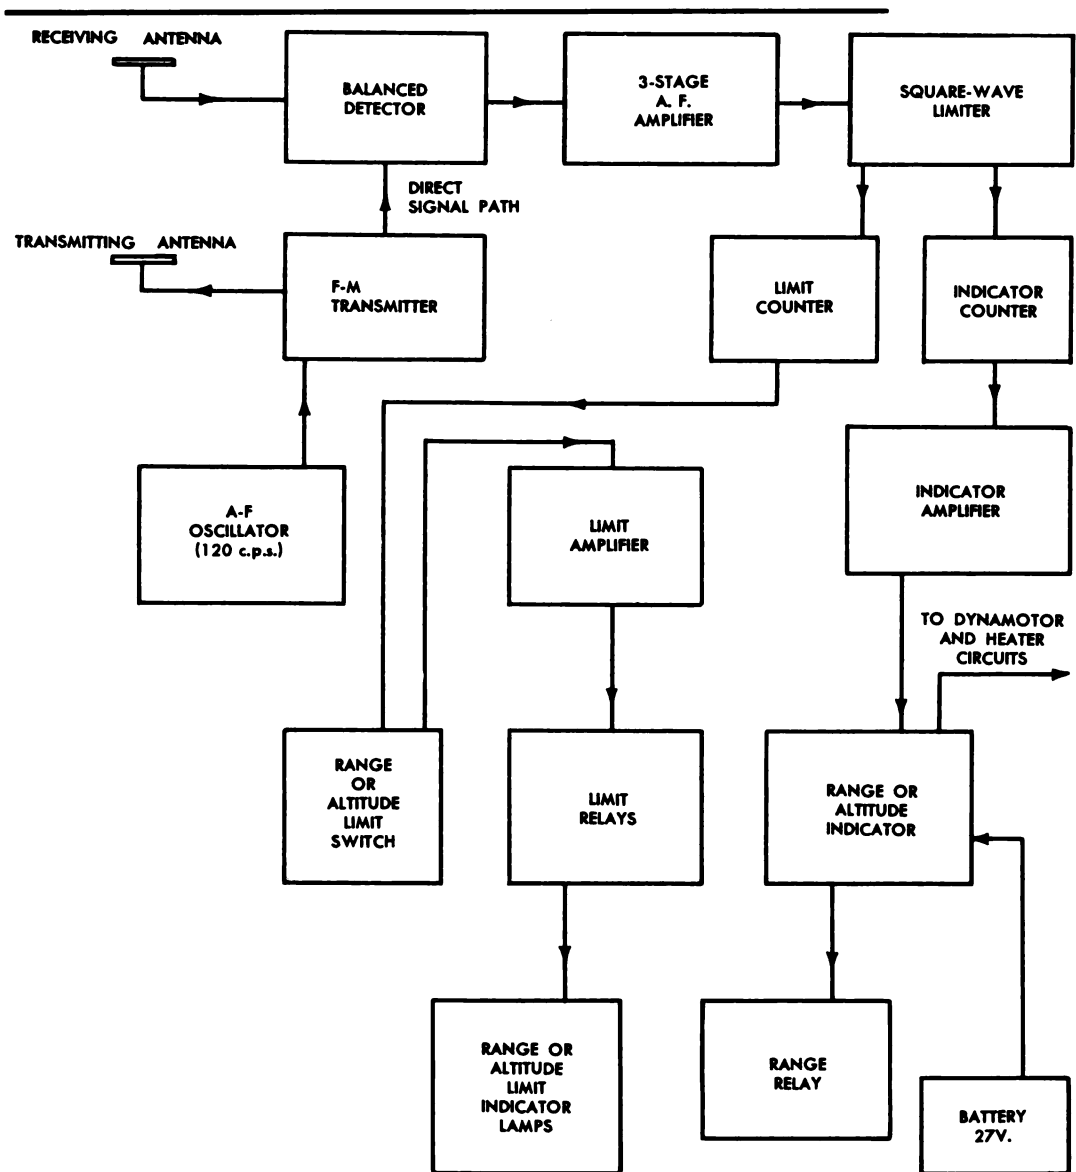 RECEIVING ANTENNA
BALANCED
DETECTOR
3-STAGE
A. F.
AMPLIFIER
SQUARE-WAVE
LIMITER
DIRECT
SIGNAL PATH
TRANSMITTING ANTENNA
F-M
TRANSMITTER
LIMIT
COUNTER
INDICATOR
COUNTER
A-F
OSCILLATOR
(120 c.p.s.)
LIMIT
AMPLIFIER
INDICATOR
AMPLIFIER
TO DYNAMOTOR
AND HEATER
CIRCUITS
RANGE
OR
ALTITUDE
LIMIT
SWITCH
LIMIT
RELAYS
RANGE OR
ALTITUDE
INDICATOR
RANGE OR
ALTITUDE
LIMIT
INDICATOR
LAMPS
RANGE
RELAY
BATTERY
27V.